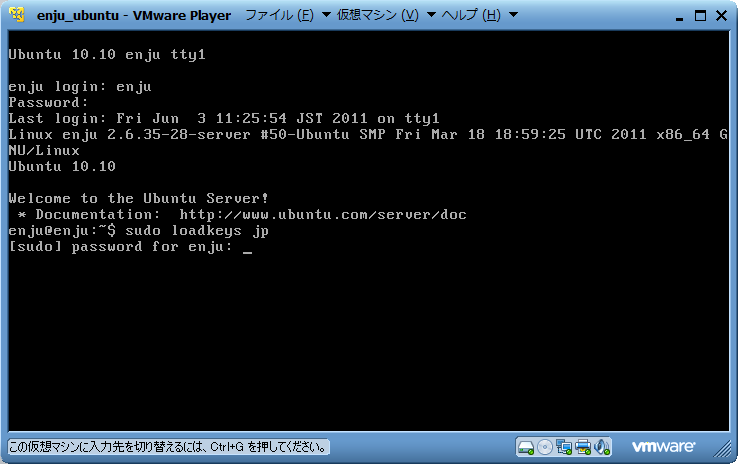 enju_ubuntu - VMware Player ファイル (F) 仮想マシン (V) ヘルプ (H)
Ubuntu 10.10 enju tty1
enju login: enju
Password:
Last login: Fri Jun  3 11:25:54 JST 2011 on tty1
Linux enju 2.6.35-28-server #50-Ubuntu SMP Fri Mar 18 18:59:25 UTC 2011 x86_64 G
NU/Linux
Ubuntu 10.10
Welcome to the Ubuntu Server!
 * Documentation:  http://www.ubuntu.com/server/doc
enju@enju:~$ sudo loadkeys jp
[sudo] password for enju: _
この仮想マシンに入力先を切り替えるには、Ctrl+G を押してください。 vmware